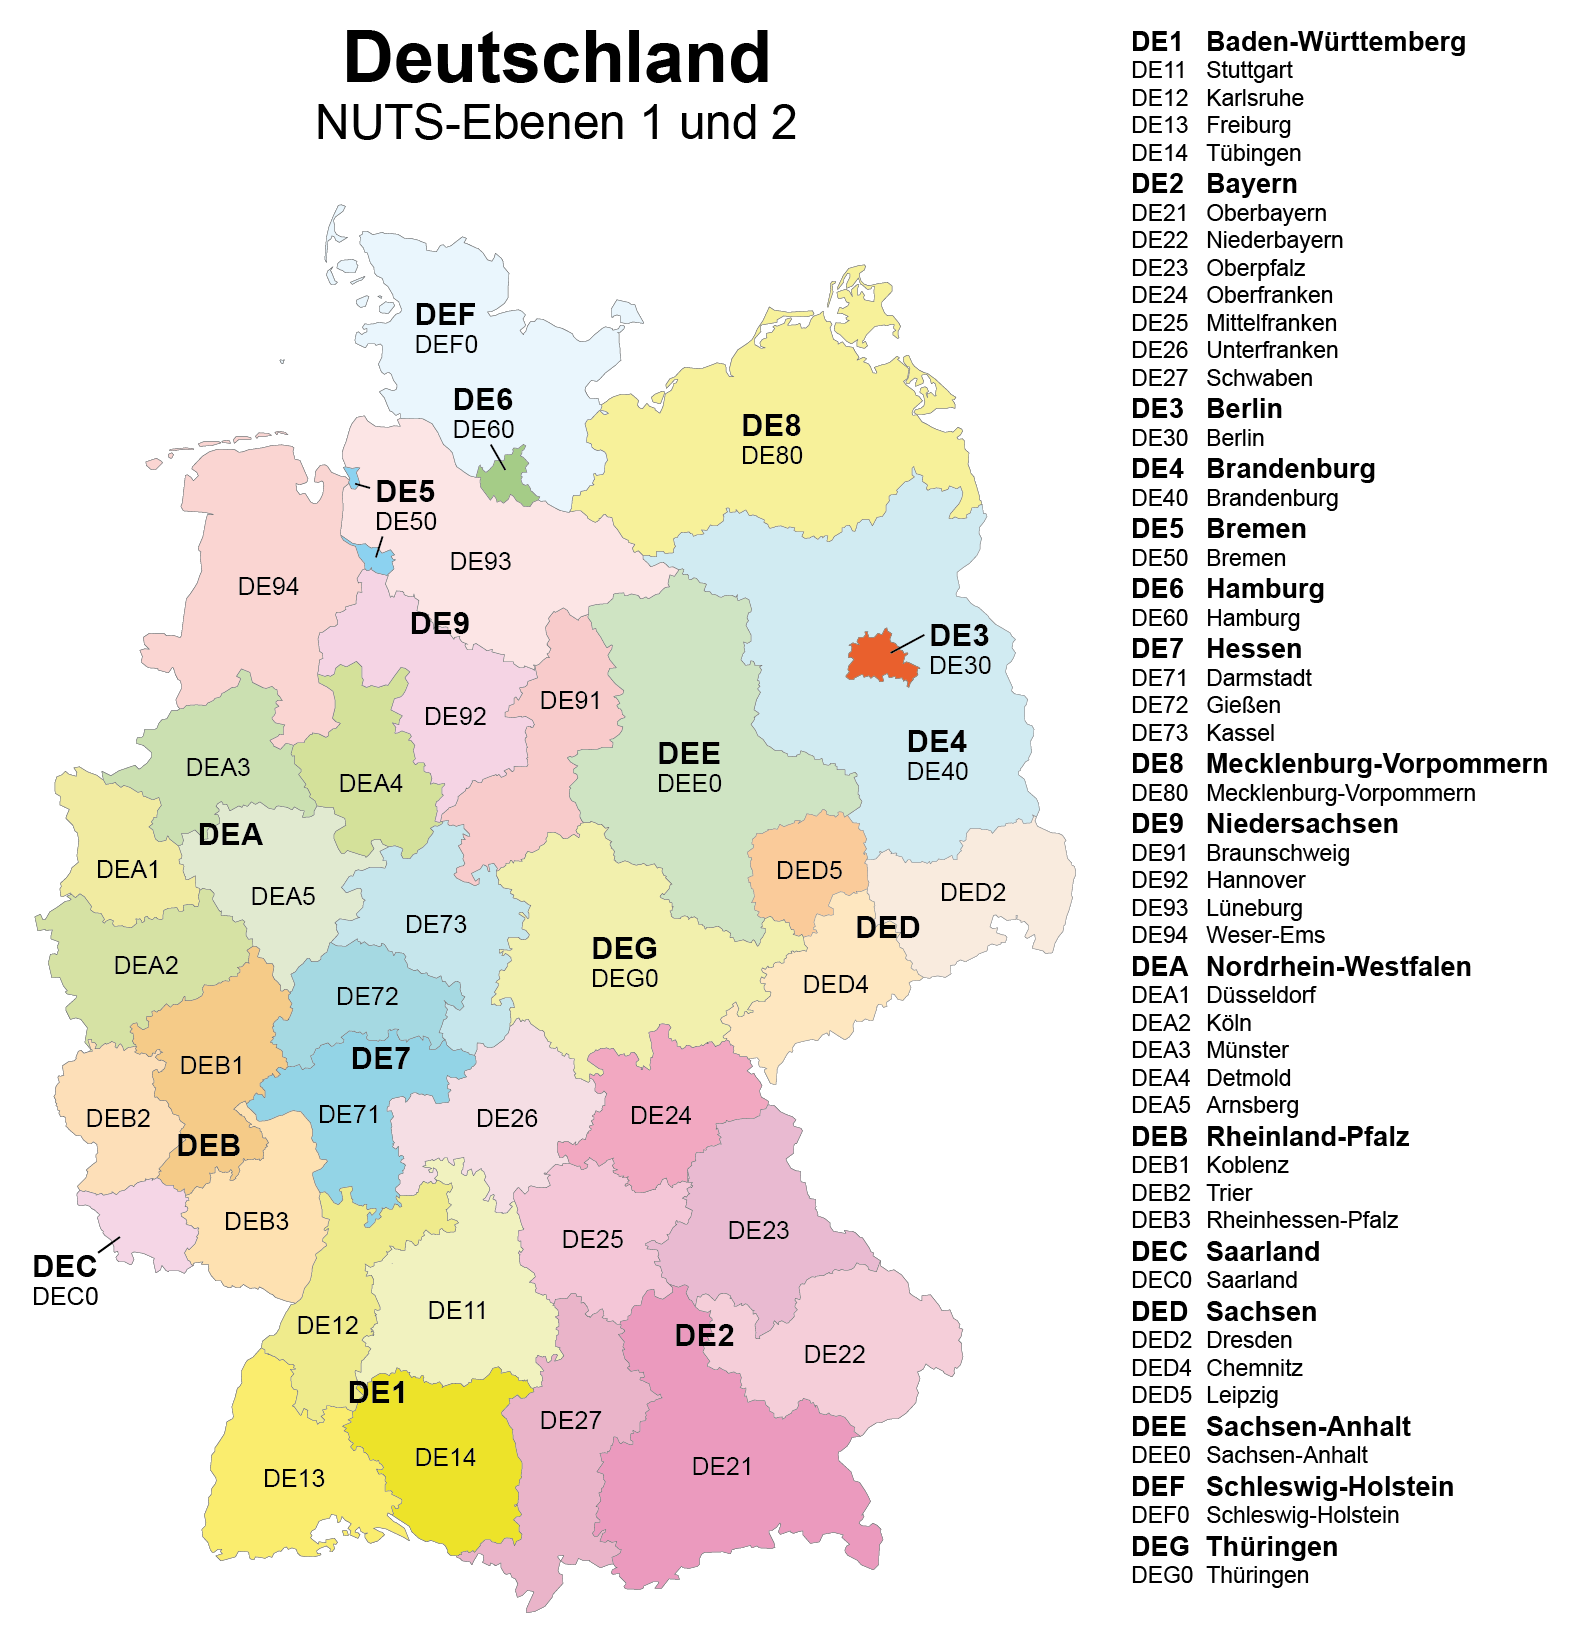 Deutschland
NUTS-Ebenen 1 und 2
DEF
DEF0
DE6
DE60
DE8
DE80
DE5
DE50
DE93
DE94
DE9
DE3
DE30
DE91
DE92
DE4
DE40
DEE
DEE0
DEA3
DEA4
DEA
DEA1
DED5
DEA5
DED2
DE73
DED
DEG
DEG0
DEA2
DED4
DE72
DE7
DEB1
DEB2
DE71
DE26
DE24
DEB
DEB3
DE25
DE23
DEC
DEC0
DE11
DE12
DE2
DE22
DE1
DE27
DE14
DE21
DE13
DE1 Baden-Württemberg
DE11 Stuttgart
DE12 Karlsruhe
DE13 Freiburg
DE14 Tübingen
DE2 Bayern
DE21 Oberbayern
DE22 Niederbayern
DE23 Oberpfalz
DE24 Oberfranken
DE25 Mittelfranken
DE26 Unterfranken
DE27 Schwaben
DE3 Berlin
DE30 Berlin
DE4 Brandenburg
DE40 Brandenburg
DE5 Bremen
DE50 Bremen
DE6 Hamburg
DE60 Hamburg
DE7 Hessen
DE71 Darmstadt
DE72 Gießen
DE73 Kassel
DE8 Mecklenburg-Vorpommern
DE80 Mecklenburg-Vorpommern
DE9 Niedersachsen
DE91 Braunschweig
DE92 Hannover
DE93 Lüneburg
DE94 Weser-Ems
DEA Nordrhein-Westfalen
DEA1 Düsseldorf
DEA2 Köln
DEA3 Münster
DEA4 Detmold
DEA5 Arnsberg
DEB Rheinland-Pfalz
DEB1 Koblenz
DEB2 Trier
DEB3 Rheinhessen-Pfalz
DEC Saarland
DEC0 Saarland
DED Sachsen
DED2 Dresden
DED4 Chemnitz
DED5 Leipzig
DEE Sachsen-Anhalt
DEE0 Sachsen-Anhalt
DEF Schleswig-Holstein
DEF0 Schleswig-Holstein
DEG Thüringen
DEG0 Thüringen